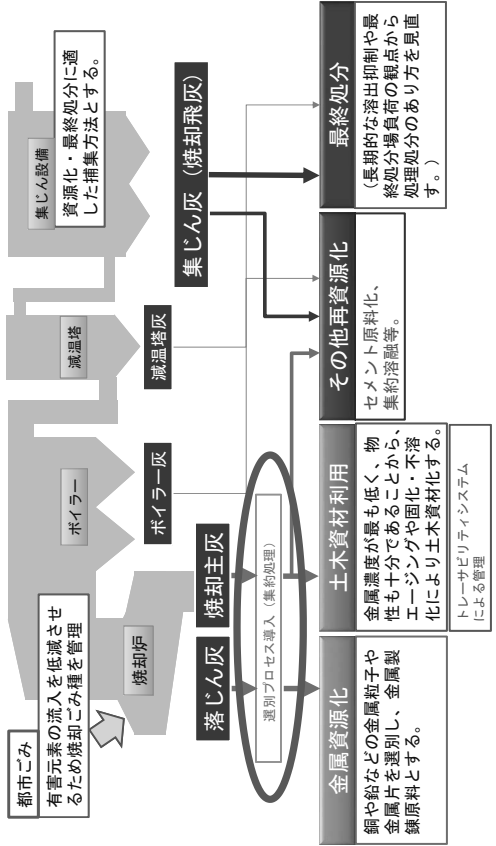 都市ごみ
有害元素の流入を低減させ
るため焼却ごみ種を管理
焼却炉
ボイラー
減温塔
集じん設備
資源化・最終処分に適
した捕集方法とする。
落じん灰
焼却主灰
ボイラー灰
減温塔灰
集じん灰（焼却飛灰）
選別プロセス導入（集約処理）
金属資源化
銅や鉛などの金属粒子や
金属片を選別し、金属製
錬原料とする。
土木資材利用
金属濃度が最も低く、物
性も十分であることから、
エージングや固化・不溶
化により土木資材化する。
トレーサビリティシステム
による管理
その他再資源化
セメント原料化、
集約溶融等。
最終処分
（長期的な溶出抑制や最
終処分場負荷の観点から
処理処分のあり方を見直
す。）